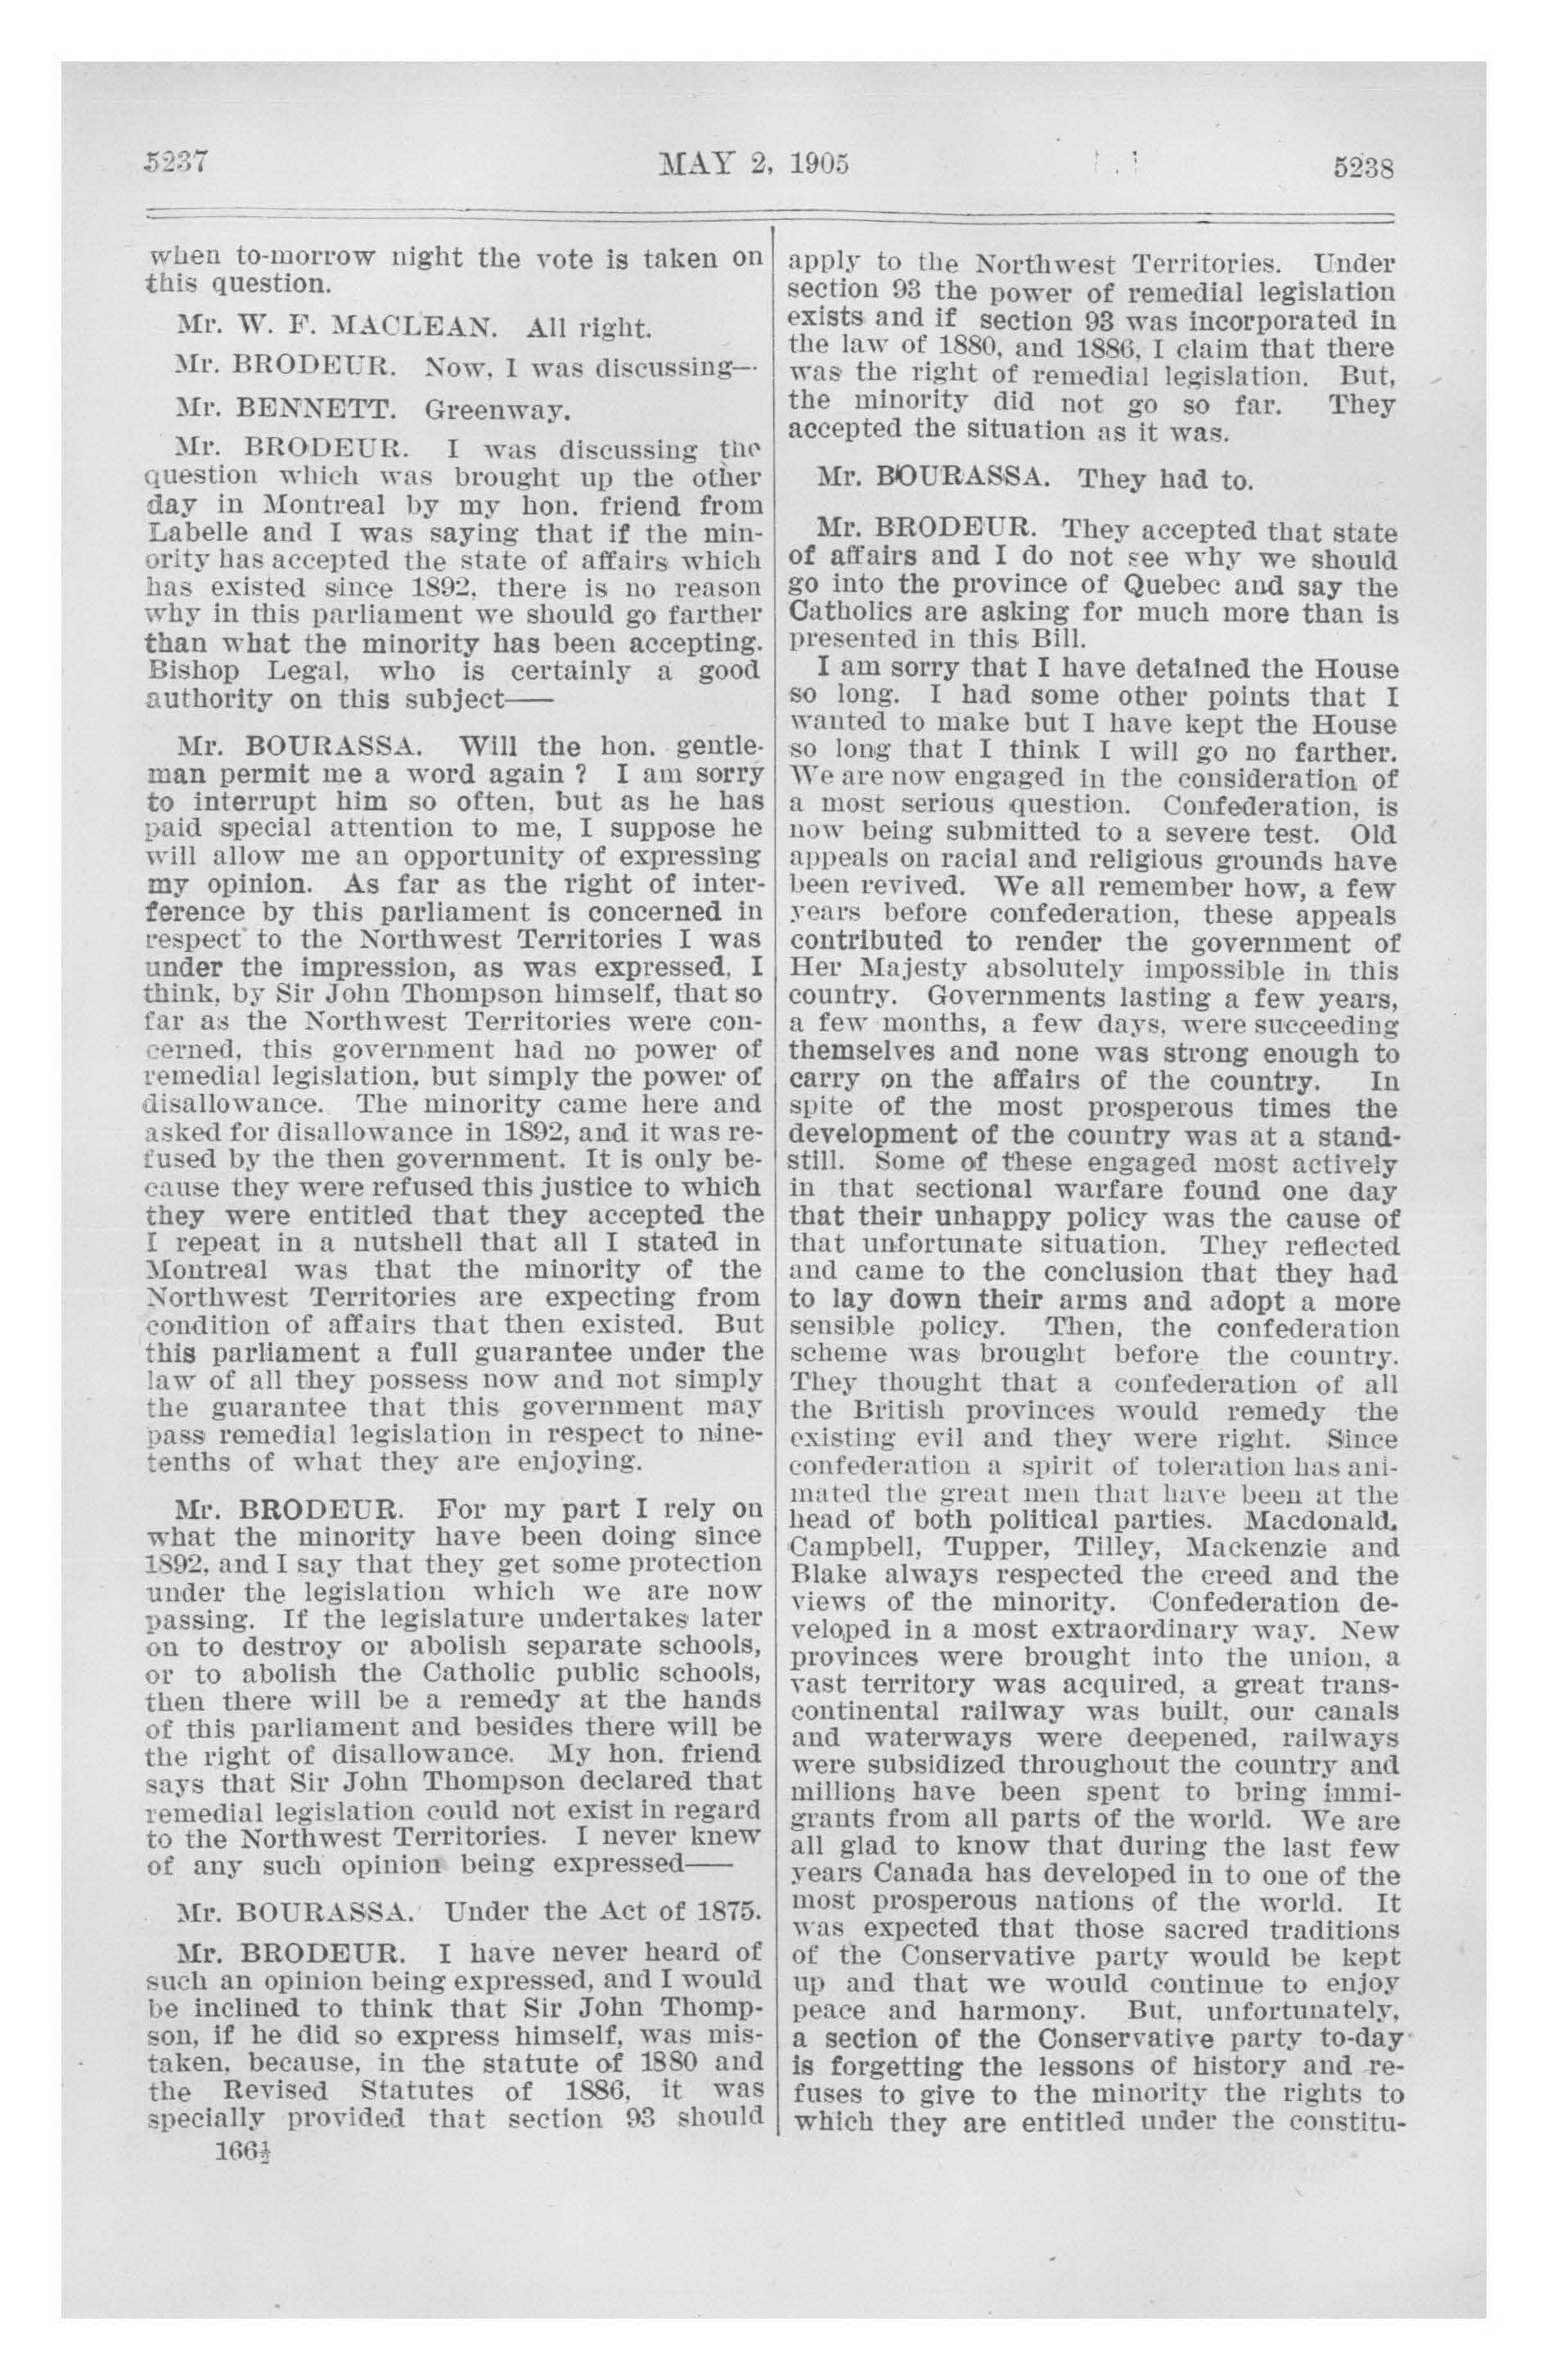 5237
MAY 2, 1905
5238
when to-morrow night the vote is taken on
this question.
Mr. W. F. MACLEAN. All right.
Mr. BRODEUR. Now, I was discussing—
Mr. BENNETT. Greenway.
Mr. BRODEUR. I was discussing the
question which was brought up the other
day in Montreal by my hon. friend from
Labelle and I was saying that if the min-
ority has accepted the state of affairs which
has existed since 1892, there is no reason
why in this parliament we should go farther
than what the minority has been accepting.
Bishop Legal, who is certainly a good
authority on this subject——
Mr. BOURASSA. Will the hon. gentle-
man permit me a word again ? I am sorry
to interrupt him so often, but as he has
paid special attention to me, I suppose he
will allow me an opportunity of expressing
my opinion. As far as the right of inter-
ference by this parliament is concerned in
respect to the Northwest Territories I was
under the impression, as was expressed, I
think, by Sir John Thompson himself, that so
far as the Northwest Territories were con-
cerned, this government had no power of
remedial legislation, but simply the power of
disallowance. The minority came here and
asked for disallowance in 1892, and it was re-
fused by the then government. It is only be-
cause they were refused this justice to which
they were entitled that they accepted the
I repeat in a nutshell that all I stated in
Montreal was that the minority of the
Northwest Territories are expecting from
condition of affairs that then existed. But
this parliament a full guarantee under the
law of all they possess now and not simply
the guarantee that this government may
pass remedial legislation in respect to nine-
tenths of what they are enjoying.
Mr. BRODEUR. For my part I rely on
what the minority have been doing since
1892, and I say that they get some protection
under the legislation which we are now
passing. If the legislature undertakes later
on to destroy or abolish separate schools,
or to abolish the Catholic public schools,
then there will be a remedy at the hands
of this parliament and besides there will be
the right of disallowance. My hon. friend
says that Sir John Thompson declared that
remedial legislation could not exist in regard
to the Northwest Territories. I never knew
of any such opinion being expressed——
Mr. BOURASSA. Under the Act of 1875.
Mr. BRODEUR. I have never heard of
such an opinion being expressed, and I would
be inclined to think that Sir John Thomp-
son, if he did so express himself, was mis-
taken, because, in the statute of 1880 and
the Revised Statutes of 1886, it was
specially provided that section 93 should
166½
apply to the Northwest Territories. Under
section 93 the power of remedial legislation
exists and if section 93 was incorporated in
the law of 1880, and 1886, I claim that there
was the right of remedial legislation. But,
the minority did not go so far. They
accepted the situation as it was.
Mr. BOURASSA. They had to.
Mr. BRODEUR. They accepted that state
of affairs and I do not see why we should
go into the province of Quebec and say the
Catholics are asking for much more than is
presented in this Bill.
I am sorry that I have detained the House
so long. I had some other points that I
wanted to make but I have kept the House
so long that I think I will go no farther.
We are now engaged in the consideration of
a most serious question. Confederation, is
now being submitted to a severe test. Old
appeals on racial and religious grounds have
been revived. We all remember how, a few
years before confederation, these appeals
contributed to render the government of
Her Majesty absolutely impossible in this
country. Governments lasting a few years,
a few months, a few days, were succeeding
themselves and none was strong enough to
carry on the affairs of the country. In
spite of the most prosperous times the
development of the country was at a stand-
still. Some of these engaged most actively
in that sectional warfare found one day
that their unhappy policy was the cause of
that unfortunate situation. They reflected
and came to the conclusion that they had
to lay down their arms and adopt a more
sensible policy. Then, the confederation
scheme was brought before the country.
They thought that a confederation of all
the British provinces would remedy the
existing evil and they were right. Since
confederation a spirit of toleration has ani-
mated the great men that have been at the
head of both political parties. Macdonald,
Campbell, Tupper, Tilley, Mackenzie and
Blake always respected the creed and the
views of the minority. Confederation de-
veloped in a most extraordinary way. New
provinces were brought into the union, a
vast territory was acquired, a great trans-
continental railway was built, our canals
and waterways were deepened, railways
were subsidized throughout the country and
millions have been spent to bring immi-
grants from all parts of the world. We are
all glad to know that during the last few
years Canada has developed in to one of the
most prosperous nations of the world. It
was expected that those sacred traditions
of the Conservative party would be kept
up and that we would continue to enjoy
peace and harmony. But, unfortunately,
a section of the Conservative party to-day
is forgetting the lessons of history and re-
fuses to give to the minority the rights to
which they are entitled under the constitu-